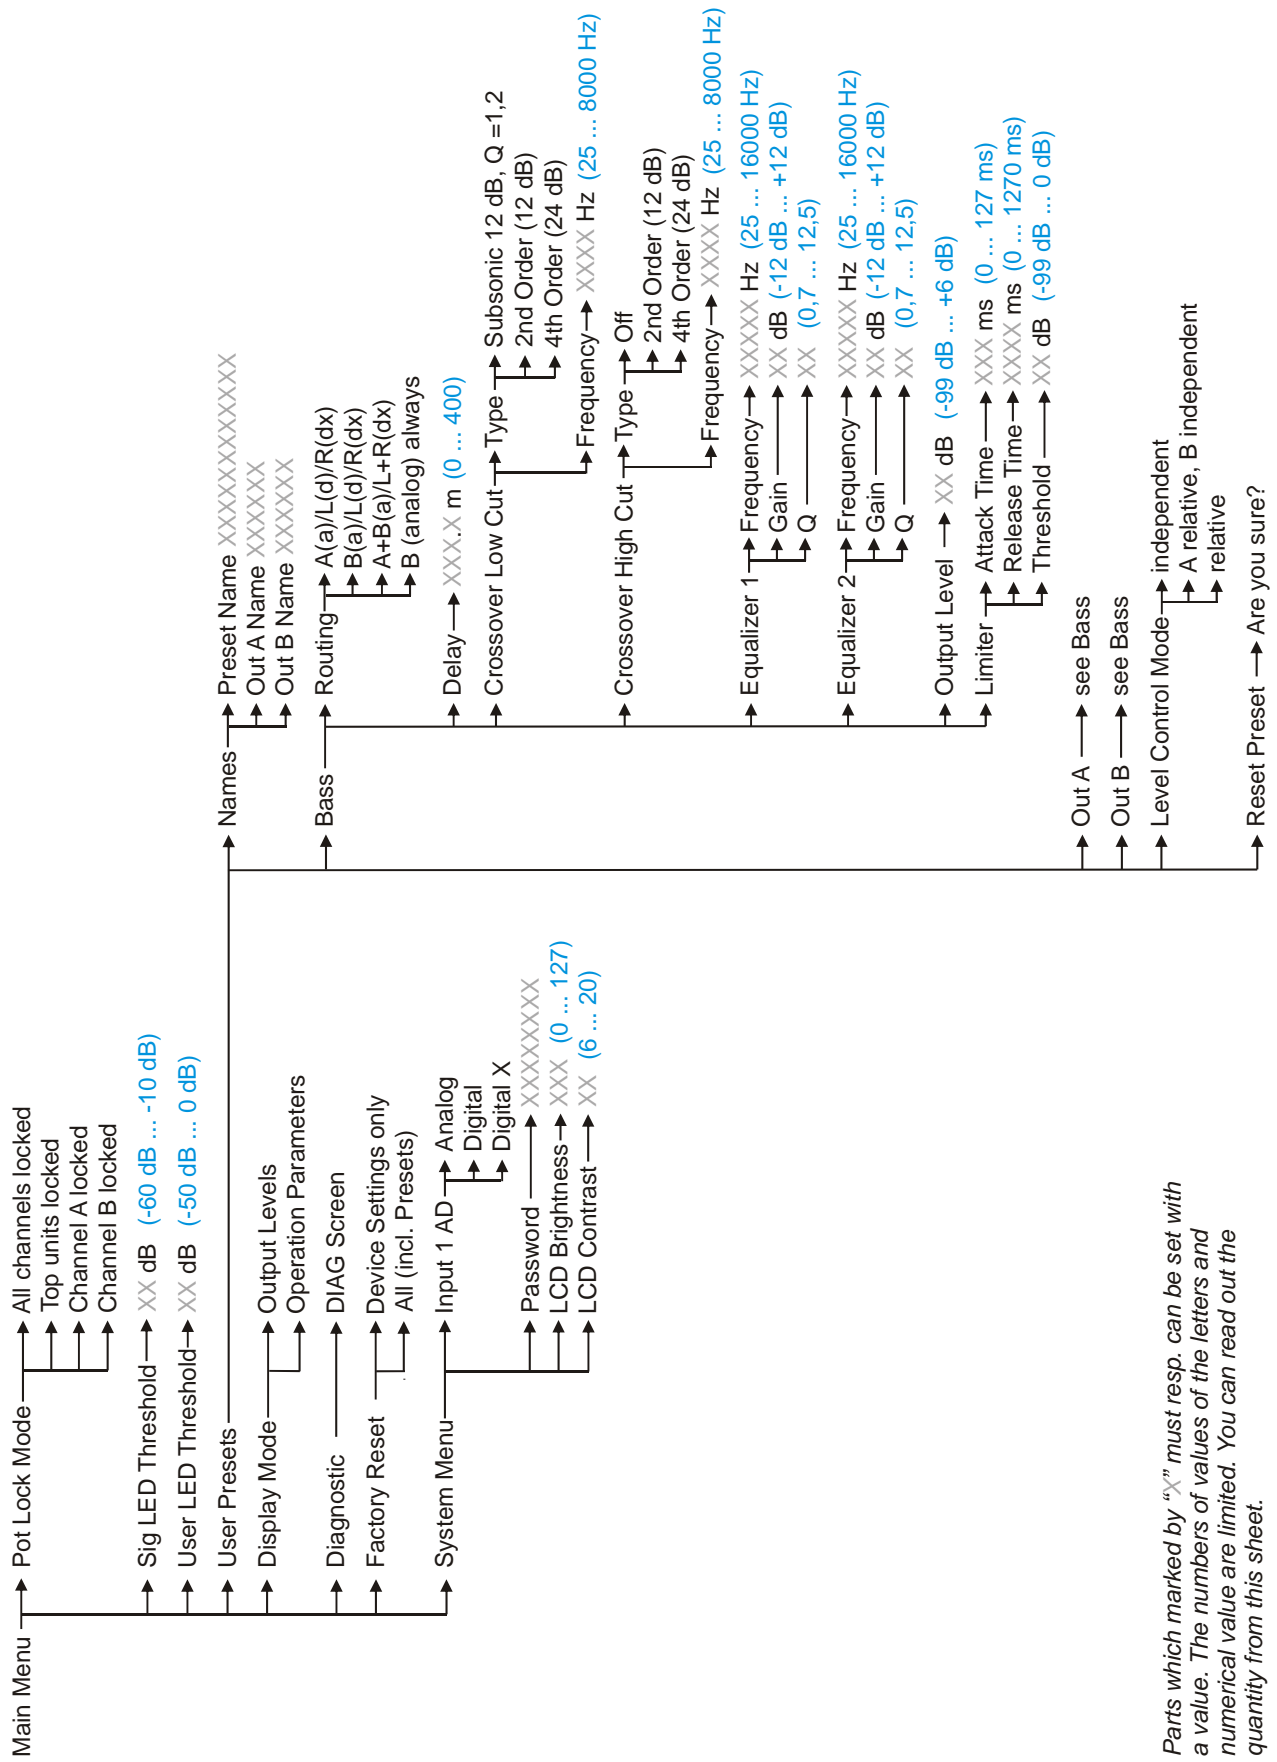 Main Menu
Pot Lock Mode
All channels locked
Top units locked
Channel A locked
Channel B locked
Sig LED Threshold XX dB (-60 dB ... -10 dB)
User LED Threshold XX dB (-50 dB ... 0 dB)
User Presets
Names
Preset Name XXXXXXXXXXXXXX
Out A Name XXXXXX
Out B Name XXXXXX
Bass
Routing
A(a)/L(d)/R(dx)
B(a)/L(d)/R(dx)
A+B(a)/L+R(dx)
B (analog) always
Delay XXX.X m (0 ... 400)
Crossover Low Cut
Type
Subsonic 12 dB, Q =1,2
2nd Order (12 dB)
4th Order (24 dB)
Frequency XXXX Hz (25 ... 8000 Hz)
Crossover High Cut
Type
Off
2nd Order (12 dB)
4th Order (24 dB)
Frequency XXXX Hz (25 ... 8000 Hz)
Equalizer 1
Frequency XXXXX Hz (25 ... 16000 Hz)
Gain XX dB (-12 dB ... +12 dB)
Q XX (0,7 ... 12,5)
Equalizer 2
Frequency XXXXX Hz (25 ... 16000 Hz)
Gain XX dB (-12 dB ... +12 dB)
Q XX (0,7 ... 12,5)
Output Level XX dB (-99 dB ... +6 dB)
Limiter
Attack Time XXX ms (0 ... 127 ms)
Release Time XXXX ms (0 ... 1270 ms)
Threshold XX dB (-99 dB ... 0 dB)
Out A see Bass
Out B see Bass
Level Control Mode
independent
A relative, B independent
relative
Reset Preset Are you sure?
Display Mode
Output Levels
Operation Parameters
Diagnostic DIAG Screen
Factory Reset
Device Settings only
All (incl. Presets)
System Menu
Input 1 AD
Analog
Digital
Digital X
Password XXXXXXXXX
LCD Brightness XXX (0 ... 127)
LCD Contrast XX (6 ... 20)
Parts which marked by “X” must resp. can be set with
a value. The numbers of values of the letters and
numerical value are limited. You can read out the
quantity from this sheet.